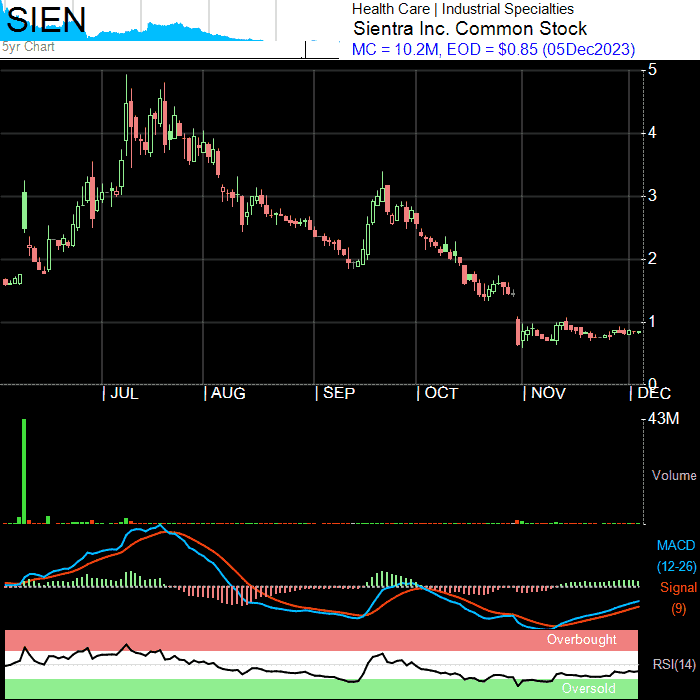 SIEN
5yr Chart
Health Care | Industrial Specialties
Sientra Inc. Common Stock
MC = 10.2M, EOD = $0.85 (05Dec2023)
5
4
3
2
1
0
JUL AUG SEP OCT NOV DEC
43M
Volume
MACD
(12-26)
Signal
(9)
Overbought
RSI(14)
Oversold